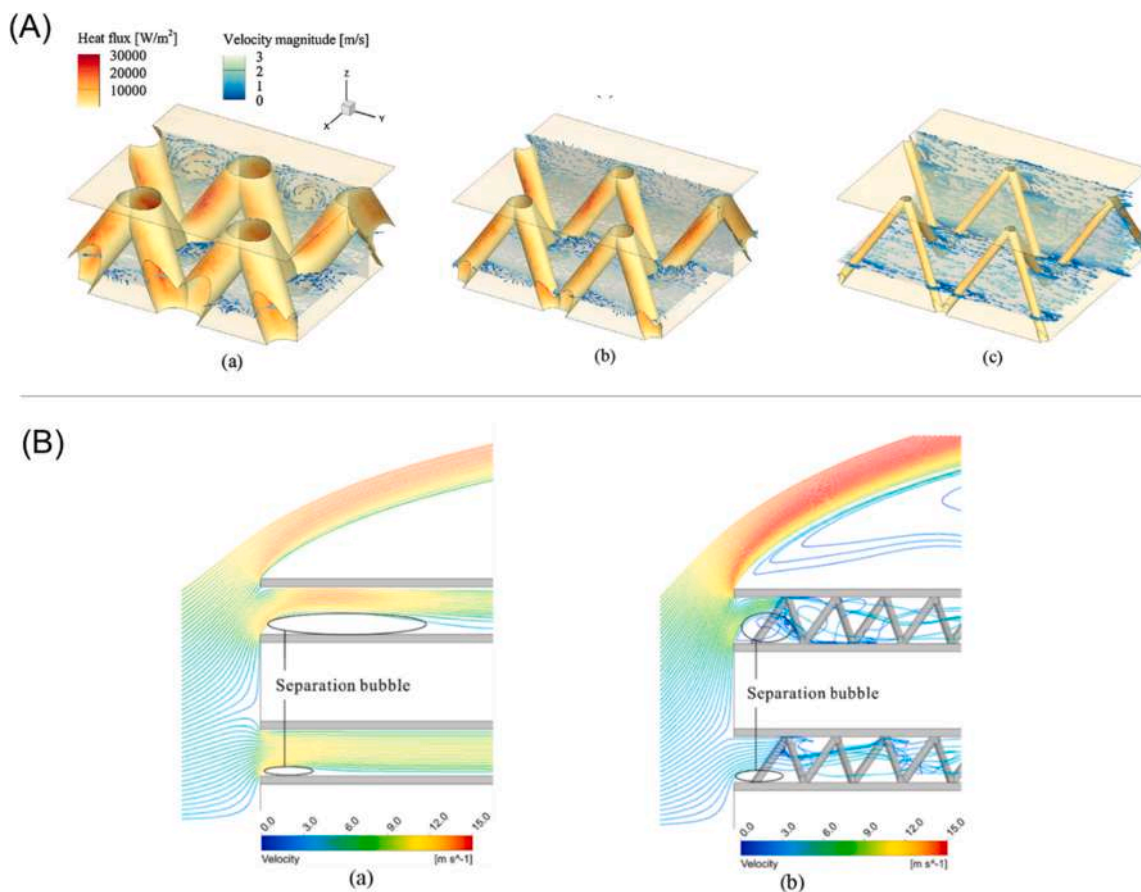 (A)
Heat flux [W/m²]
30000
20000
10000
Velocity magnitude [m/s]
3
2
1
0
Z
X
Y
(a)
(b)
(c)
(B)
Separation bubble
0.0 3.0 6.0 9.0 12.0 15.0
Velocity [m s^-1]
(a)
Separation bubble
0.0 3.0 6.0 9.0 12.0 15.0
Velocity [m s^-1]
(b)